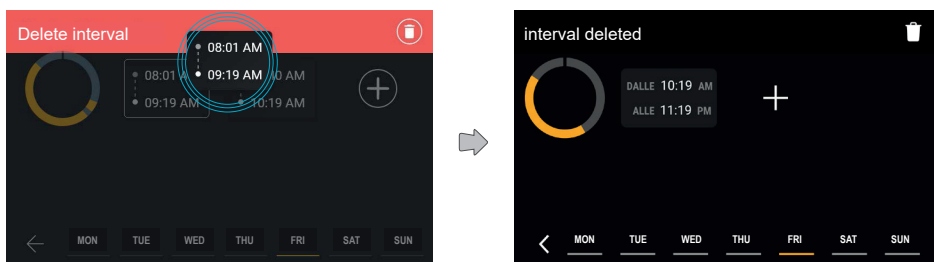 Delete interval
08:01 AM
09:19 AM
08:01 A
0 AM
09:19 AM
10:19 AM
MON TUE WED THU FRI SAT SUN
interval deleted
DALLE 10:19 AM
ALLE 11:19 PM
MON TUE WED THU FRI SAT SUN